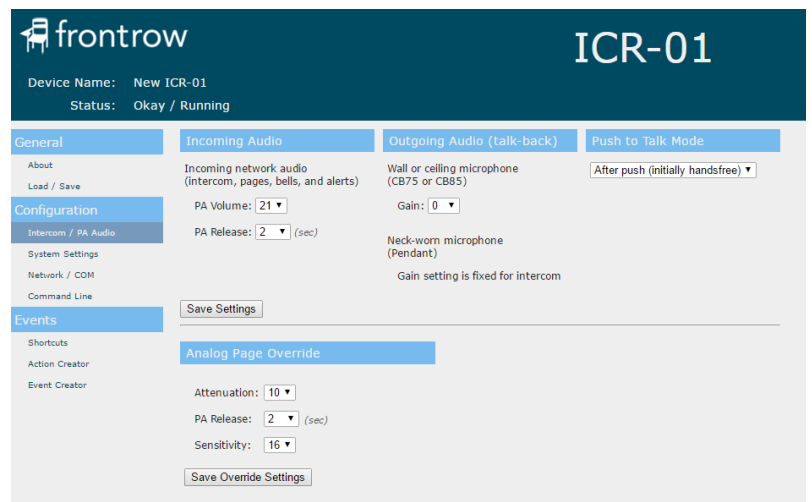 frontrow
ICR-01
Device Name: New ICR-01
Status: Okay / Running
General
About
Load / Save
Configuration
Intercom / PA Audio
System Settings
Network / COM
Command Line
Events
Shortcuts
Action Creator
Event Creator
Incoming Audio
Incoming network audio
(intercom, pages, bells, and alerts)
PA Volume: 21
PA Release: 2 (sec)
Outgoing Audio (talk-back)
Wall or ceiling microphone
(CB75 or CB85)
Gain: 0
Neck-worn microphone
(Pendant)
Gain setting is fixed for intercom
Push to Talk Mode
After push (initially handsfree)
Save Settings
Analog Page Override
Attenuation: 10
PA Release: 2 (sec)
Sensitivity: 16
Save Override Settings